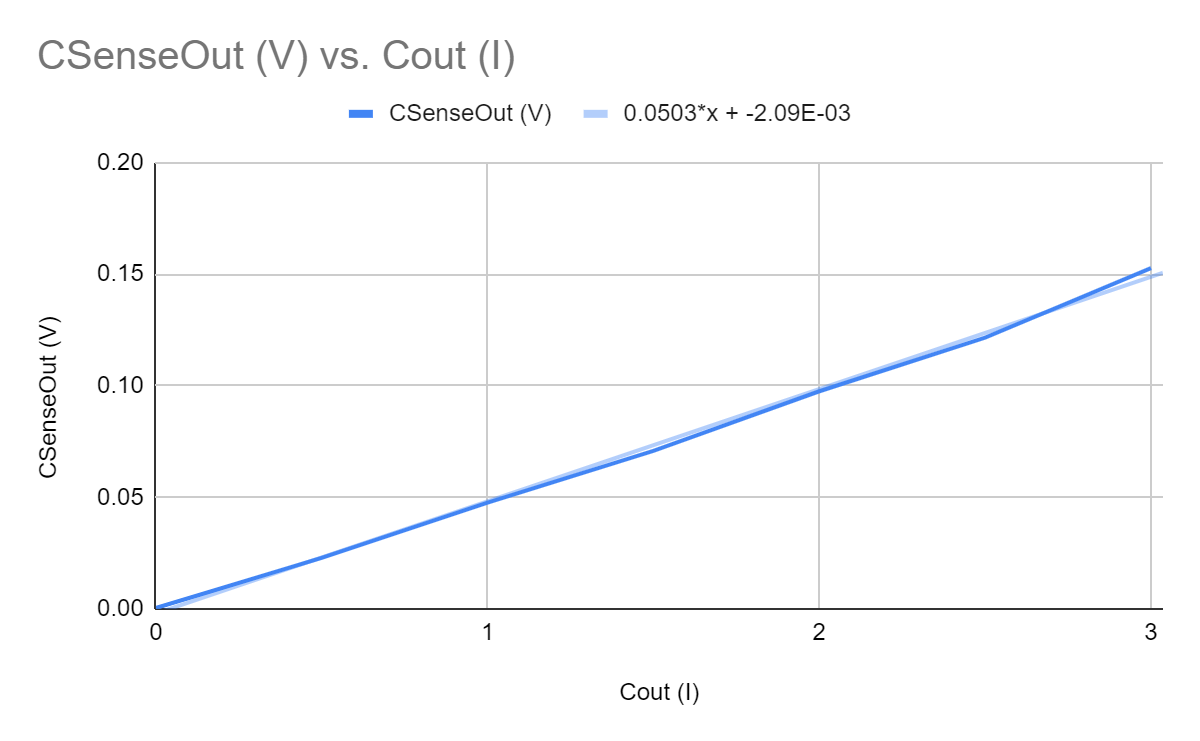 CSenseOut (V) vs. Cout (I)
CSenseOut (V) 0.0503*x + -2.09E-03
0.20
0.15
0.10
0.05
0.00
CSenseOut (V)
0 1 2 3
Cout (I)